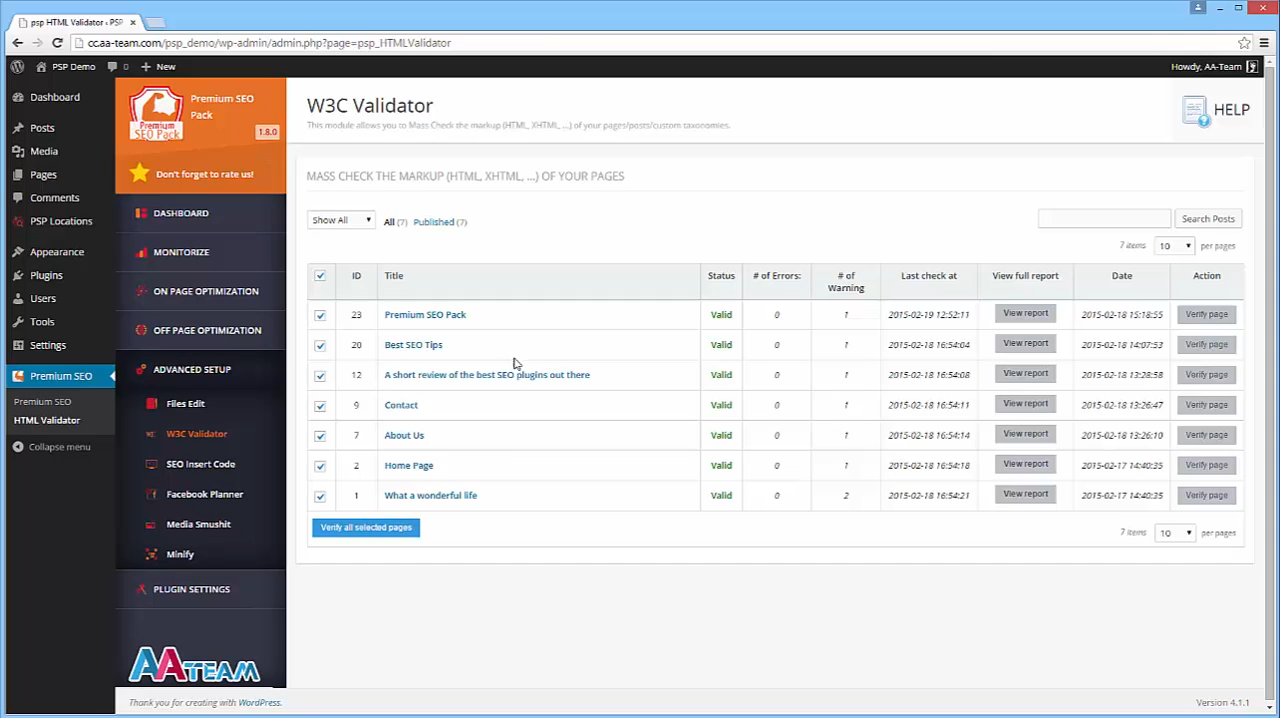 psp HTML Validator ‹ PSP
cc.aa-team.com/psp_demo/wp-admin/admin.php?page=psp_HTMLValidator
PSP Demo 0 New Howdy, AA-Team
Dashboard
Posts
Media
Pages
Comments
PSP Locations
Appearance
Plugins
Users
Tools
Settings
Premium SEO
Premium SEO
HTML Validator
Collapse menu
Premium SEO Pack
Premium SEO Pack
1.8.0
Don't forget to rate us!
DASHBOARD
MONITORIZE
ON PAGE OPTIMIZATION
OFF PAGE OPTIMIZATION
ADVANCED SETUP
Files Edit
W3C Validator
SEO Insert Code
Facebook Planner
Media Smushit
Minify
PLUGIN SETTINGS
AATEAM
W3C Validator
This module allows you to Mass Check the markup (HTML, XHTML, ...) of your pages/posts/custom taxonomies.
HELP
MASS CHECK THE MARKUP (HTML, XHTML, ...) OF YOUR PAGES
Show All All (7) Published (7) Search Posts
7 items 10 per pages
ID Title Status # of Errors: # of Warning Last check at View full report Date Action
23 Premium SEO Pack Valid 0 1 2015-02-19 12:52:11 View report 2015-02-18 15:18:55 Verify page
20 Best SEO Tips Valid 0 1 2015-02-18 16:54:04 View report 2015-02-18 14:07:53 Verify page
12 A short review of the best SEO plugins out there Valid 0 1 2015-02-18 16:54:08 View report 2015-02-18 13:28:58 Verify page
9 Contact Valid 0 1 2015-02-18 16:54:11 View report 2015-02-18 13:26:47 Verify page
7 About Us Valid 0 1 2015-02-18 16:54:14 View report 2015-02-18 13:26:10 Verify page
2 Home Page Valid 0 1 2015-02-18 16:54:18 View report 2015-02-17 14:40:35 Verify page
1 What a wonderful life Valid 0 2 2015-02-18 16:54:21 View report 2015-02-17 14:40:35 Verify page
Verify all selected pages
7 items 10 per pages
Thank you for creating with WordPress. Version 4.1.1